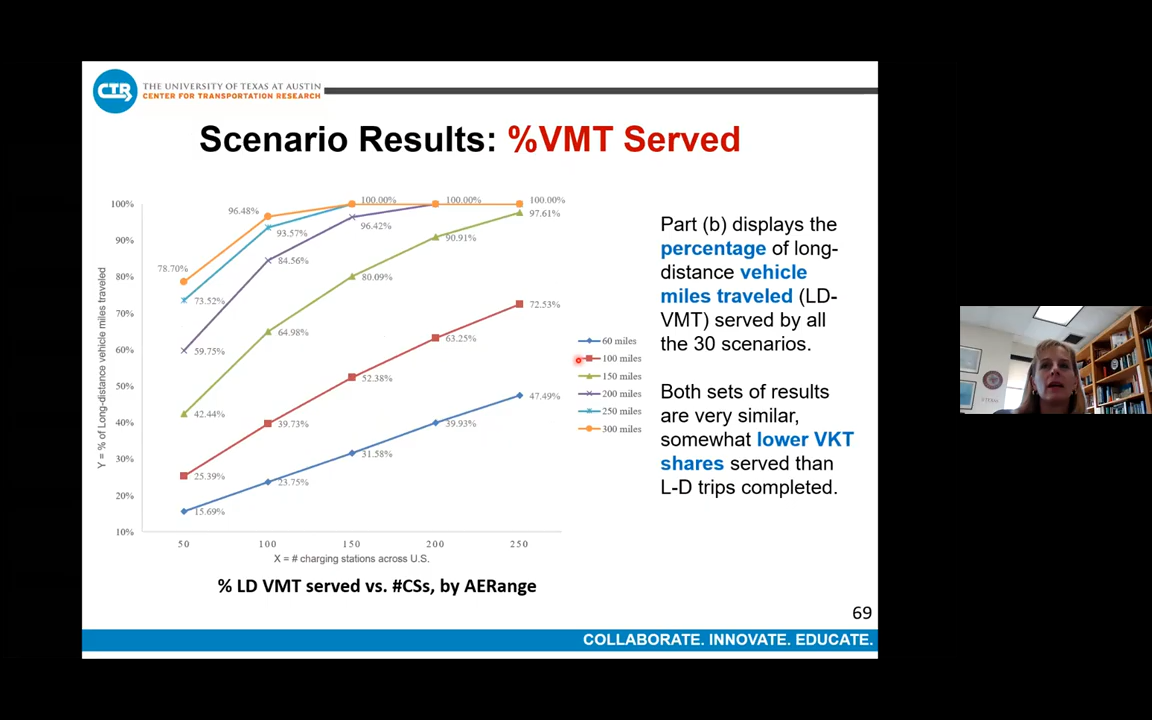 CTR
THE UNIVERSITY OF TEXAS AT AUSTIN
CENTER FOR TRANSPORTATION RESEARCH
Scenario Results: %VMT Served
Y = % of Long-distance vehicle miles traveled
100%
90%
80%
70%
60%
50%
40%
30%
20%
10%
78.70%
96.48%
100.00%
100.00%
100.00%
73.52%
93.57%
59.75%
84.56%
96.42%
42.44%
64.98%
80.09%
90.91%
97.61%
25.39%
39.73%
52.38%
63.25%
72.53%
15.69%
23.75%
31.58%
39.93%
47.49%
50 100 150 200 250
X = # charging stations across U.S.
60 miles
100 miles
150 miles
200 miles
250 miles
300 miles
% LD VMT served vs. #CSs, by AERange
Part (b) displays the
percentage of long-
distance vehicle
miles traveled (LD-
VMT) served by all
the 30 scenarios.
Both sets of results
are very similar,
somewhat lower VKT
shares served than
L-D trips completed.
69
COLLABORATE. INNOVATE. EDUCATE.